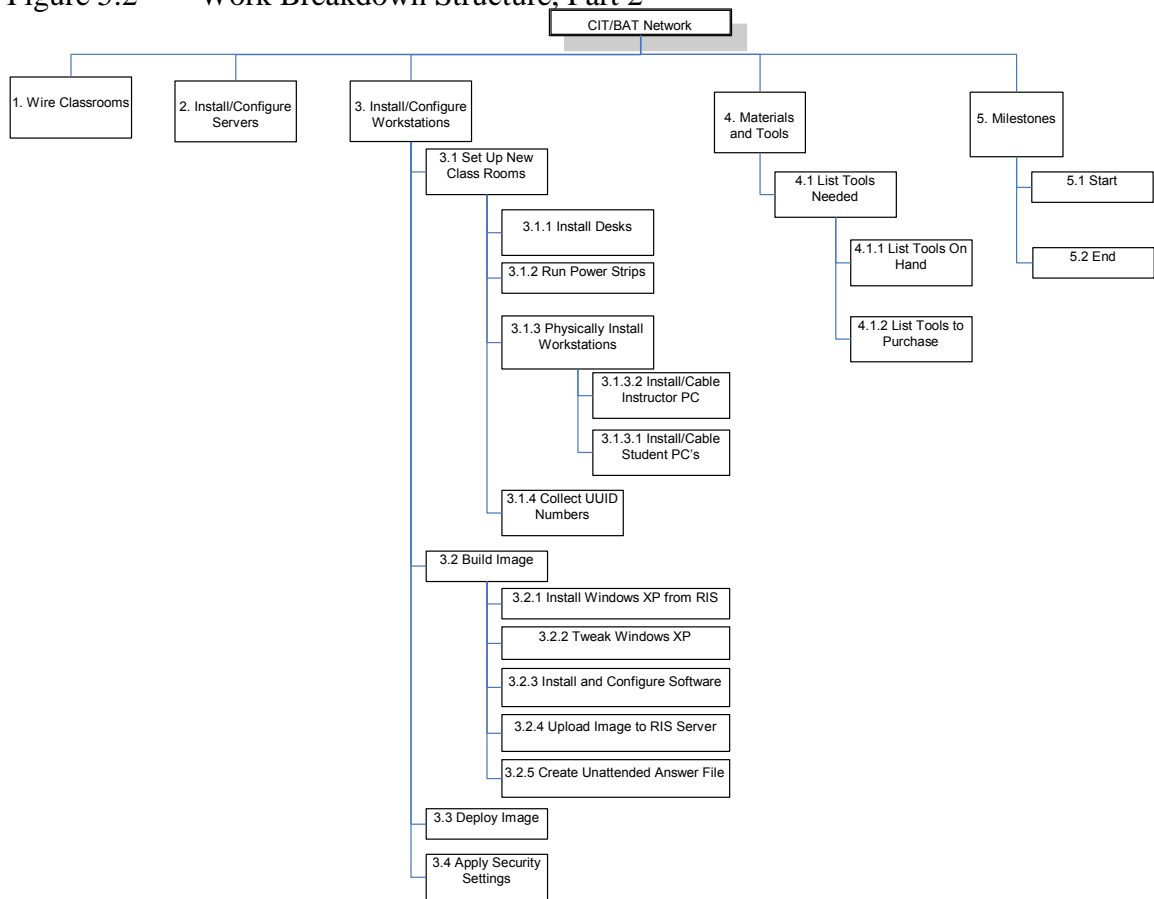 Figure 3.2 Work Breakdown Structure, Part 2
CIT/BAT Network
1. Wire Classrooms
2. Install/Configure
Servers
3. Install/Configure
Workstations
3.1 Set Up New
Class Rooms
3.1.1 Install Desks
3.1.2 Run Power Strips
3.1.3 Physically Install
Workstations
3.1.3.2 Install/Cable
Instructor PC
3.1.3.1 Install/Cable
Student PC's
3.1.4 Collect UUID
Numbers
3.2 Build Image
3.2.1 Install Windows XP from RIS
3.2.2 Tweak Windows XP
3.2.3 Install and Configure Software
3.2.4 Upload Image to RIS Server
3.2.5 Create Unattended Answer File
3.3 Deploy Image
3.4 Apply Security
Settings
4. Materials
and Tools
4.1 List Tools
Needed
4.1.1 List Tools On
Hand
4.1.2 List Tools to
Purchase
5. Milestones
5.1 Start
5.2 End